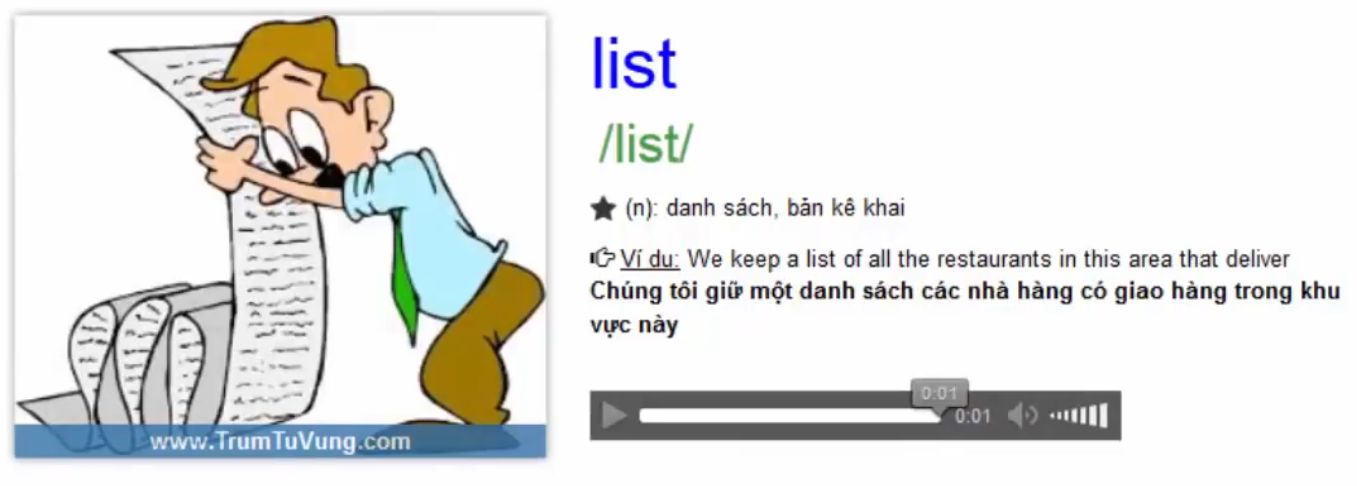 list
/list/
(n): danh sách, bản kê khai
Ví dụ: We keep a list of all the restaurants in this area that deliver
Chúng tôi giữ một danh sách các nhà hàng có giao hàng trong khu
vực này
0:01
0:01
www.TrumTuVung.com